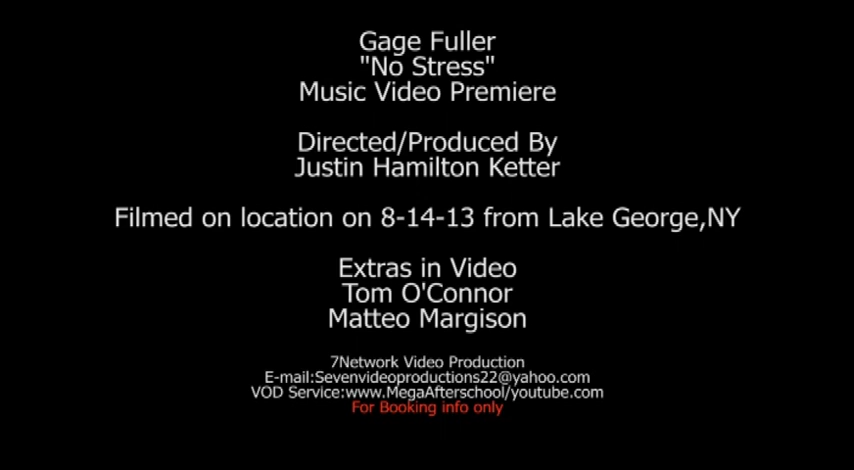 Gage Fuller
"No Stress"
Music Video Premiere
Directed/Produced By
Justin Hamilton Ketter
Filmed on location on 8-14-13 from Lake George,NY
Extras in Video
Tom O'Connor
Matteo Margison
7Network Video Production
E-mail:Sevenvideoproductions22@yahoo.com
VOD Service:www.MegaAfterschool/youtube.com
For Booking info only